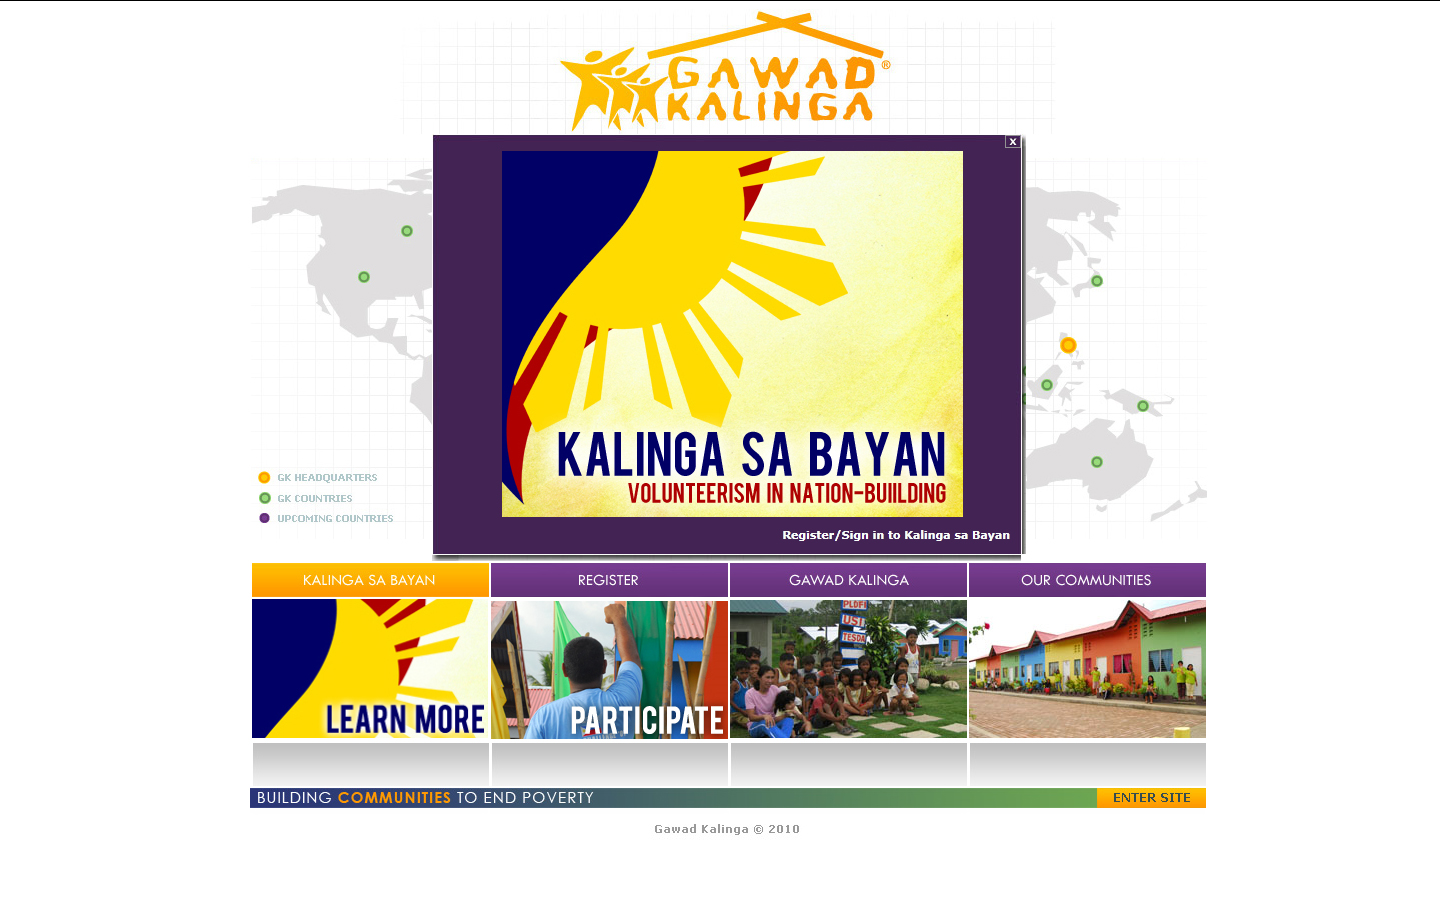 GAWAD®
KALINGA
x
KALINGA SA BAYAN
VOLUNTEERISM IN NATION-BUIILDING
Register/Sign in to Kalinga sa Bayan
GK HEADQUARTERS
GK COUNTRIES
UPCOMING COUNTRIES
KALINGA SA BAYAN
REGISTER
GAWAD KALINGA
OUR COMMUNITIES
LEARN MORE
PARTICIPATE
USI
TESDA
BUILDING COMMUNITIES TO END POVERTY
ENTER SITE
Gawad Kalinga © 2010